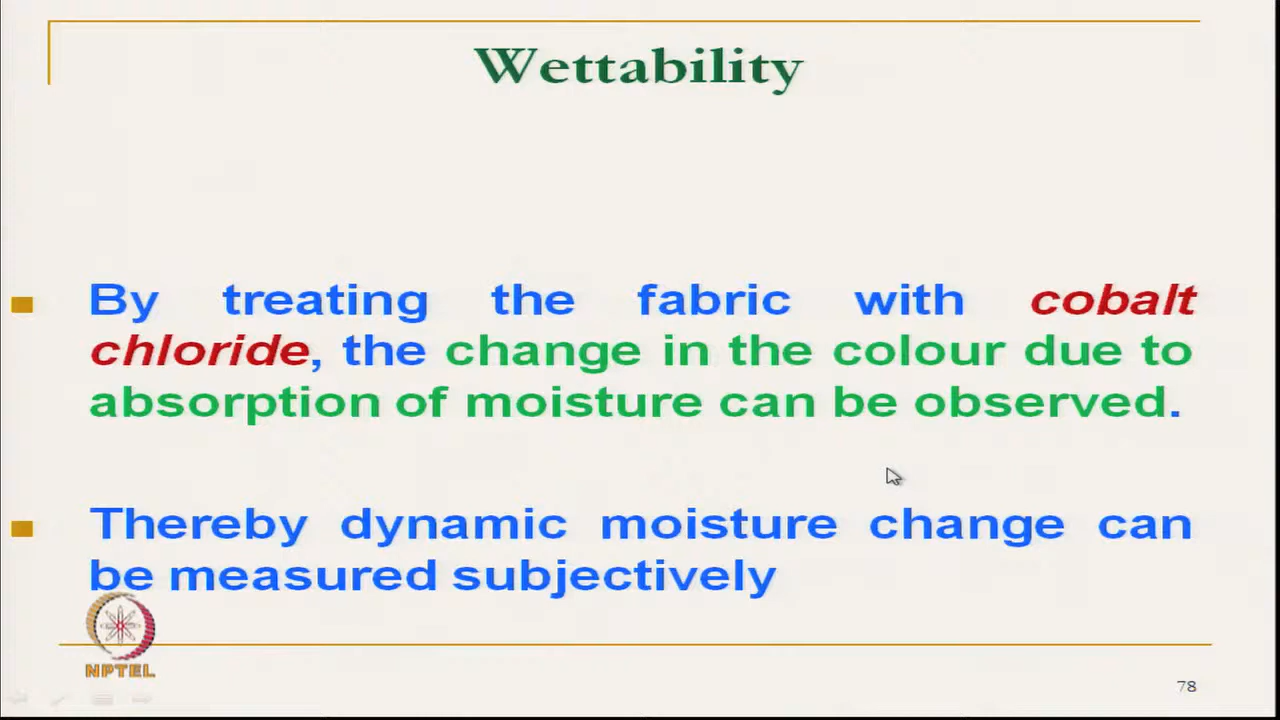 Wettability
By treating the fabric with cobalt
chloride, the change in the colour due to
absorption of moisture can be observed.
Thereby dynamic moisture change can
be measured subjectively
NPTEL
78